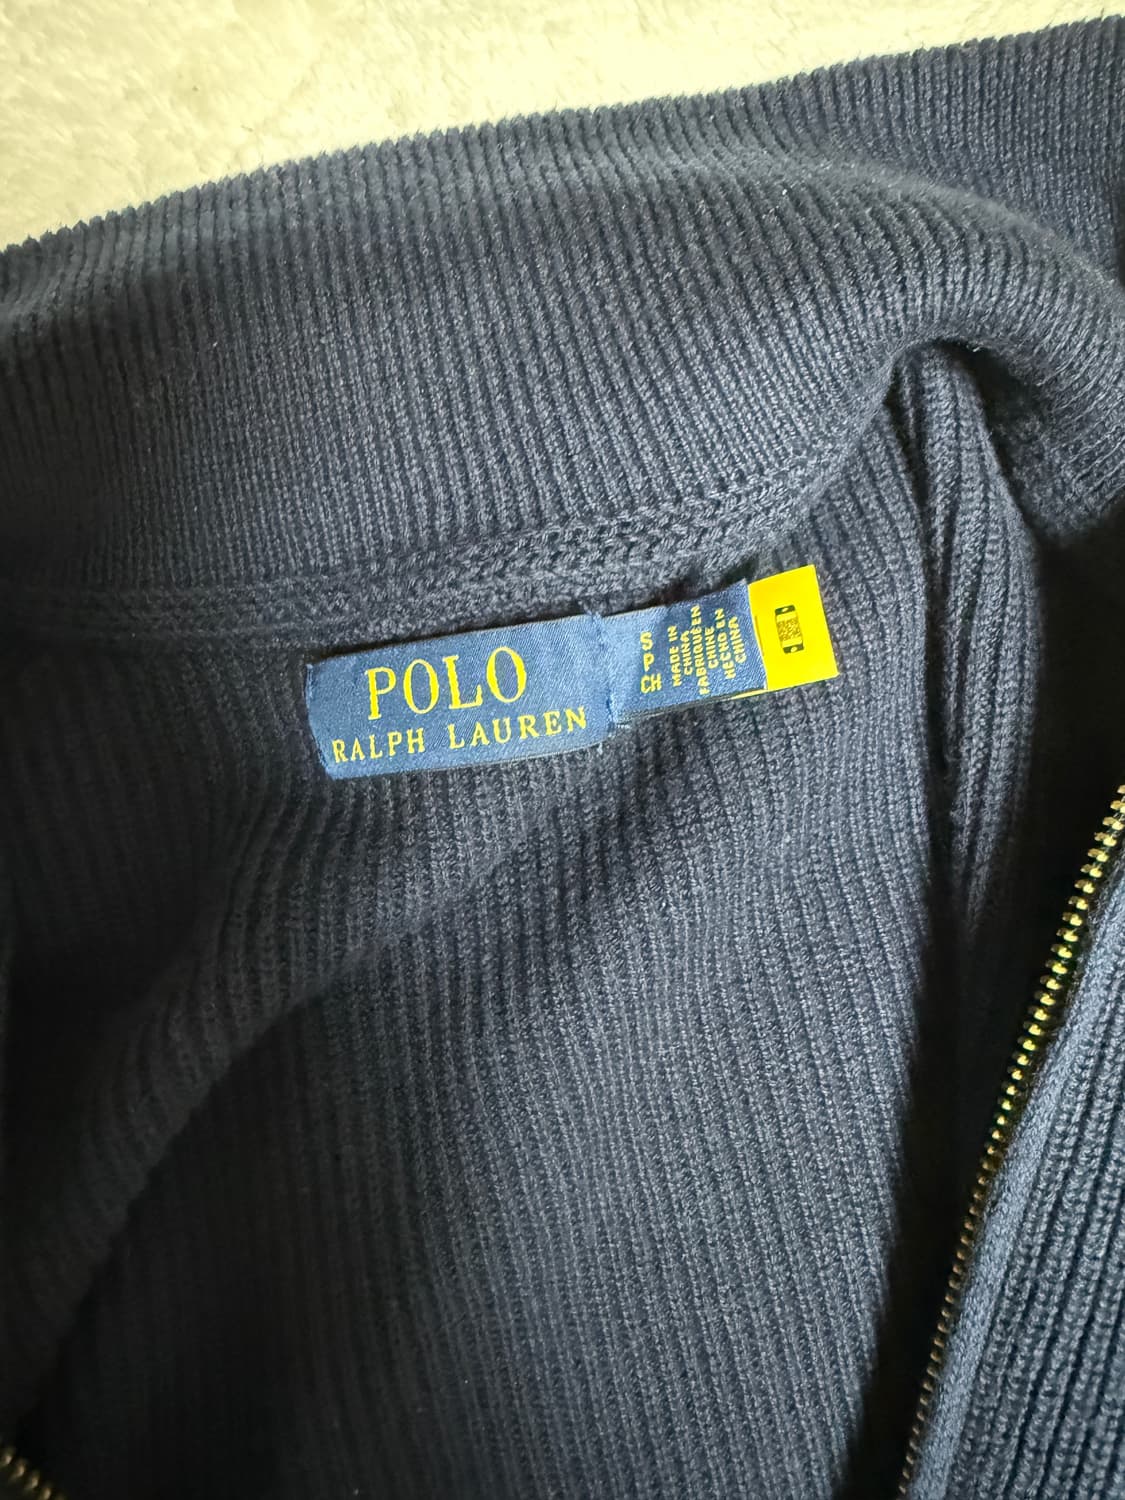 POLO
RALPH LAUREN
S
P
CH
MADE IN
CHINA
FABRIQUÉ EN
CHINE
HECHO EN
CHINA